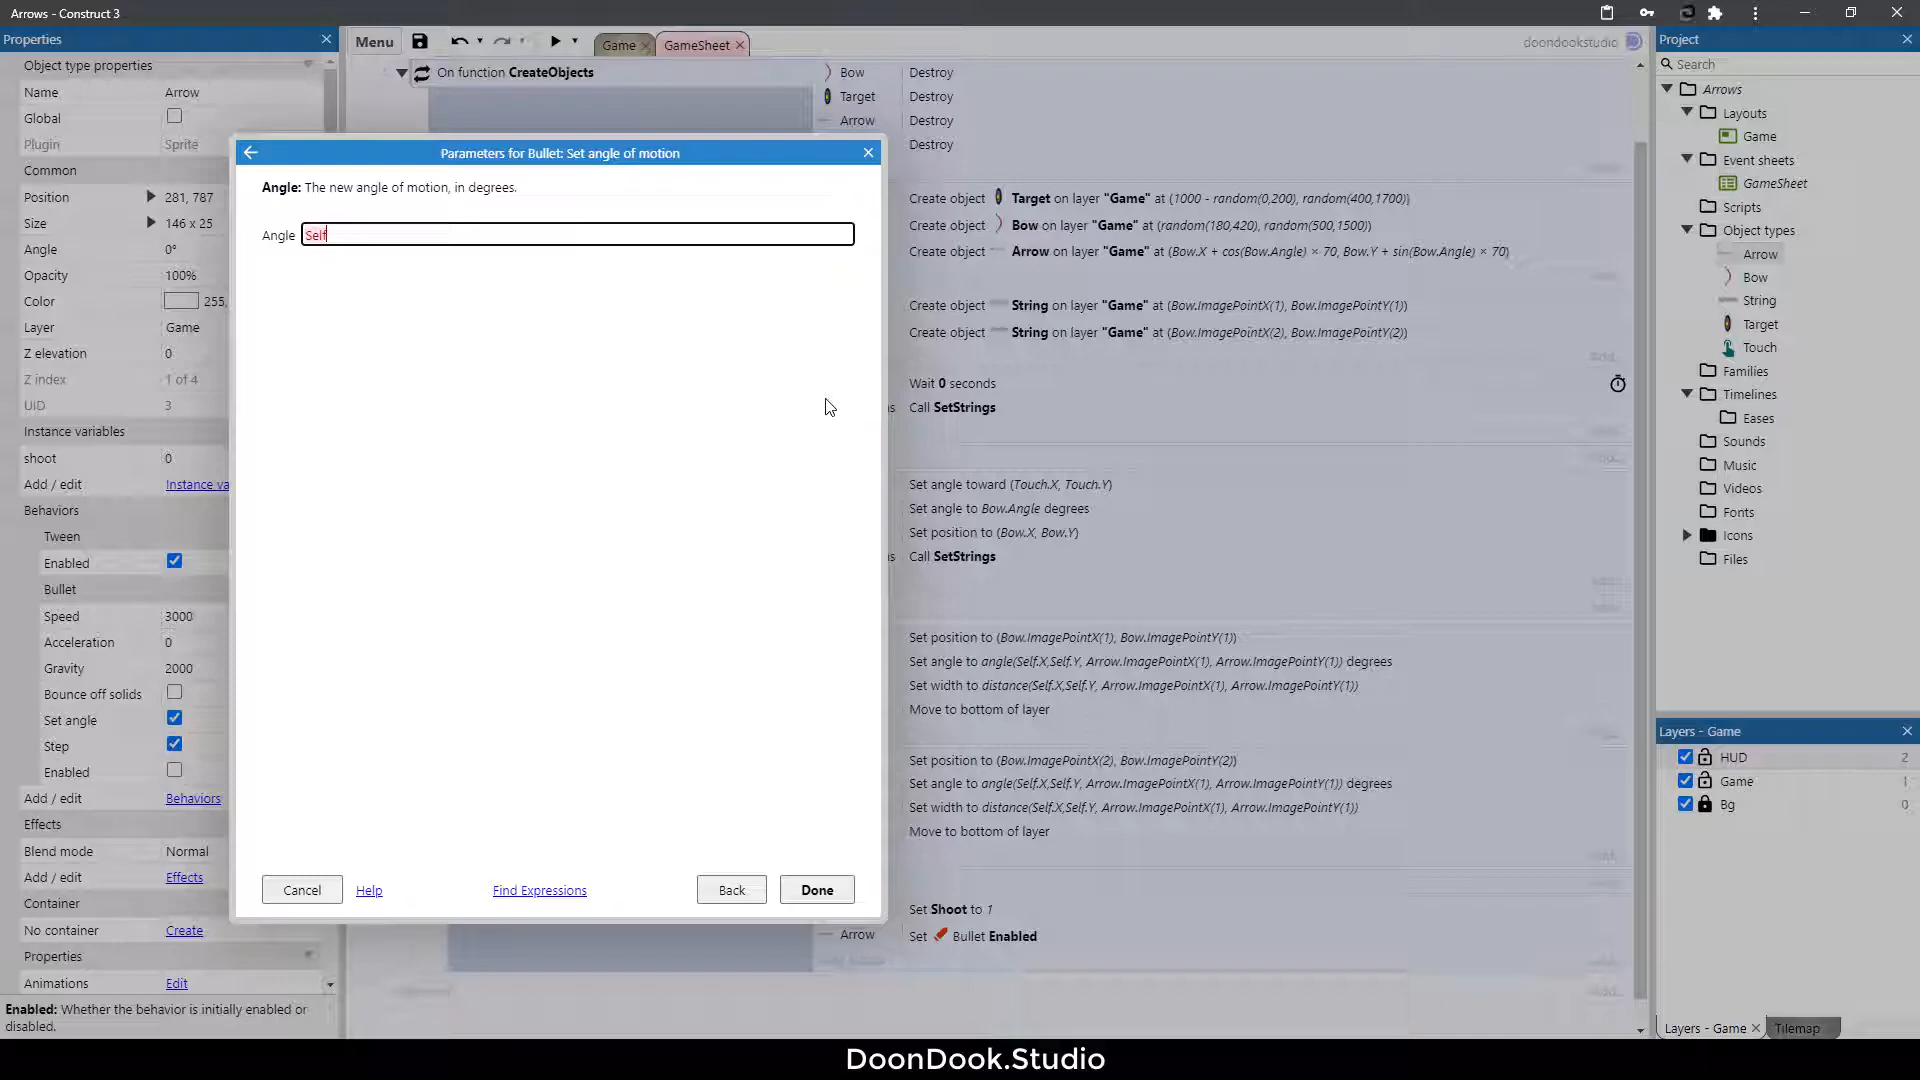 Arrows - Construct 3
Properties
Object type properties
Name Arrow
Global
Plugin Sprite
Common
Position 281, 787
Size 146 x 25
Angle 0°
Opacity 100%
Color 255,
Layer Game
Z elevation 0
Z index 1 of 4
UID 3
Instance variables
shoot 0
Add / edit Instance va
Behaviors
Tween
Enabled
Bullet
Speed 3000
Acceleration 0
Gravity 2000
Bounce off solids
Set angle
Step
Enabled
Add / edit Behaviors
Effects
Blend mode Normal
Add / edit Effects
Container
No container Create
Properties
Animations Edit
Enabled: Whether the behavior is initially enabled or
disabled.
Menu
Game
GameSheet
doondookstudio
On function CreateObjects
Bow Destroy
Target Destroy
Arrow Destroy
Destroy
Parameters for Bullet: Set angle of motion
Angle: The new angle of motion, in degrees.
Angle Self
Cancel Help Find Expressions Back Done
Create object Target on layer "Game" at (1000 - random(0,200), random(400,1700))
Create object Bow on layer "Game" at (random(180,420), random(500,1500))
Create object Arrow on layer "Game" at (Bow.X + cos(Bow.Angle) × 70, Bow.Y + sin(Bow.Angle) × 70)
Create object String on layer "Game" at (Bow.ImagePointX(1), Bow.ImagePointY(1))
Create object String on layer "Game" at (Bow.ImagePointX(2), Bow.ImagePointY(2))
Wait 0 seconds
s Call SetStrings
Set angle toward (Touch.X, Touch.Y)
Set angle to Bow.Angle degrees
Set position to (Bow.X, Bow.Y)
s Call SetStrings
Set position to (Bow.ImagePointX(1), Bow.ImagePointY(1))
Set angle to angle(Self.X,Self.Y, Arrow.ImagePointX(1), Arrow.ImagePointY(1)) degrees
Set width to distance(Self.X,Self.Y, Arrow.ImagePointX(1), Arrow.ImagePointY(1))
Move to bottom of layer
Set position to (Bow.ImagePointX(2), Bow.ImagePointY(2))
Set angle to angle(Self.X,Self.Y, Arrow.ImagePointX(1), Arrow.ImagePointY(1)) degrees
Set width to distance(Self.X,Self.Y, Arrow.ImagePointX(1), Arrow.ImagePointY(1))
Move to bottom of layer
Set Shoot to 1
Arrow Set Bullet Enabled
Project
Search
Arrows
Layouts
Game
Event sheets
GameSheet
Scripts
Object types
Arrow
Bow
String
Target
Touch
Families
Timelines
Eases
Sounds
Music
Videos
Fonts
Icons
Files
Layers - Game
HUD 2
Game 1
Bg 0
Layers - Game Tilemap
DoonDook.Studio